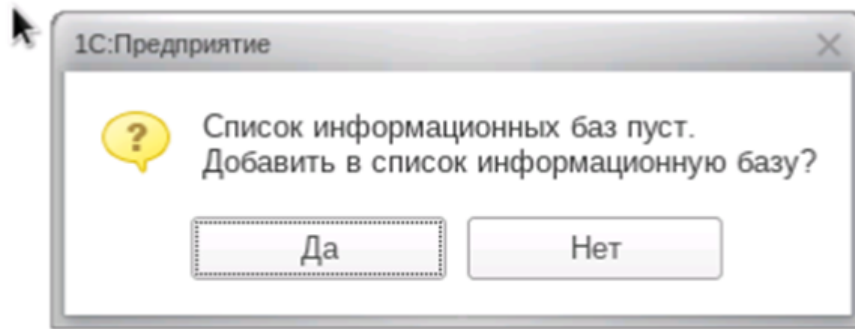 1С:Предприятие
Список информационных баз пуст.
Добавить в список информационную базу?
Да
Нет